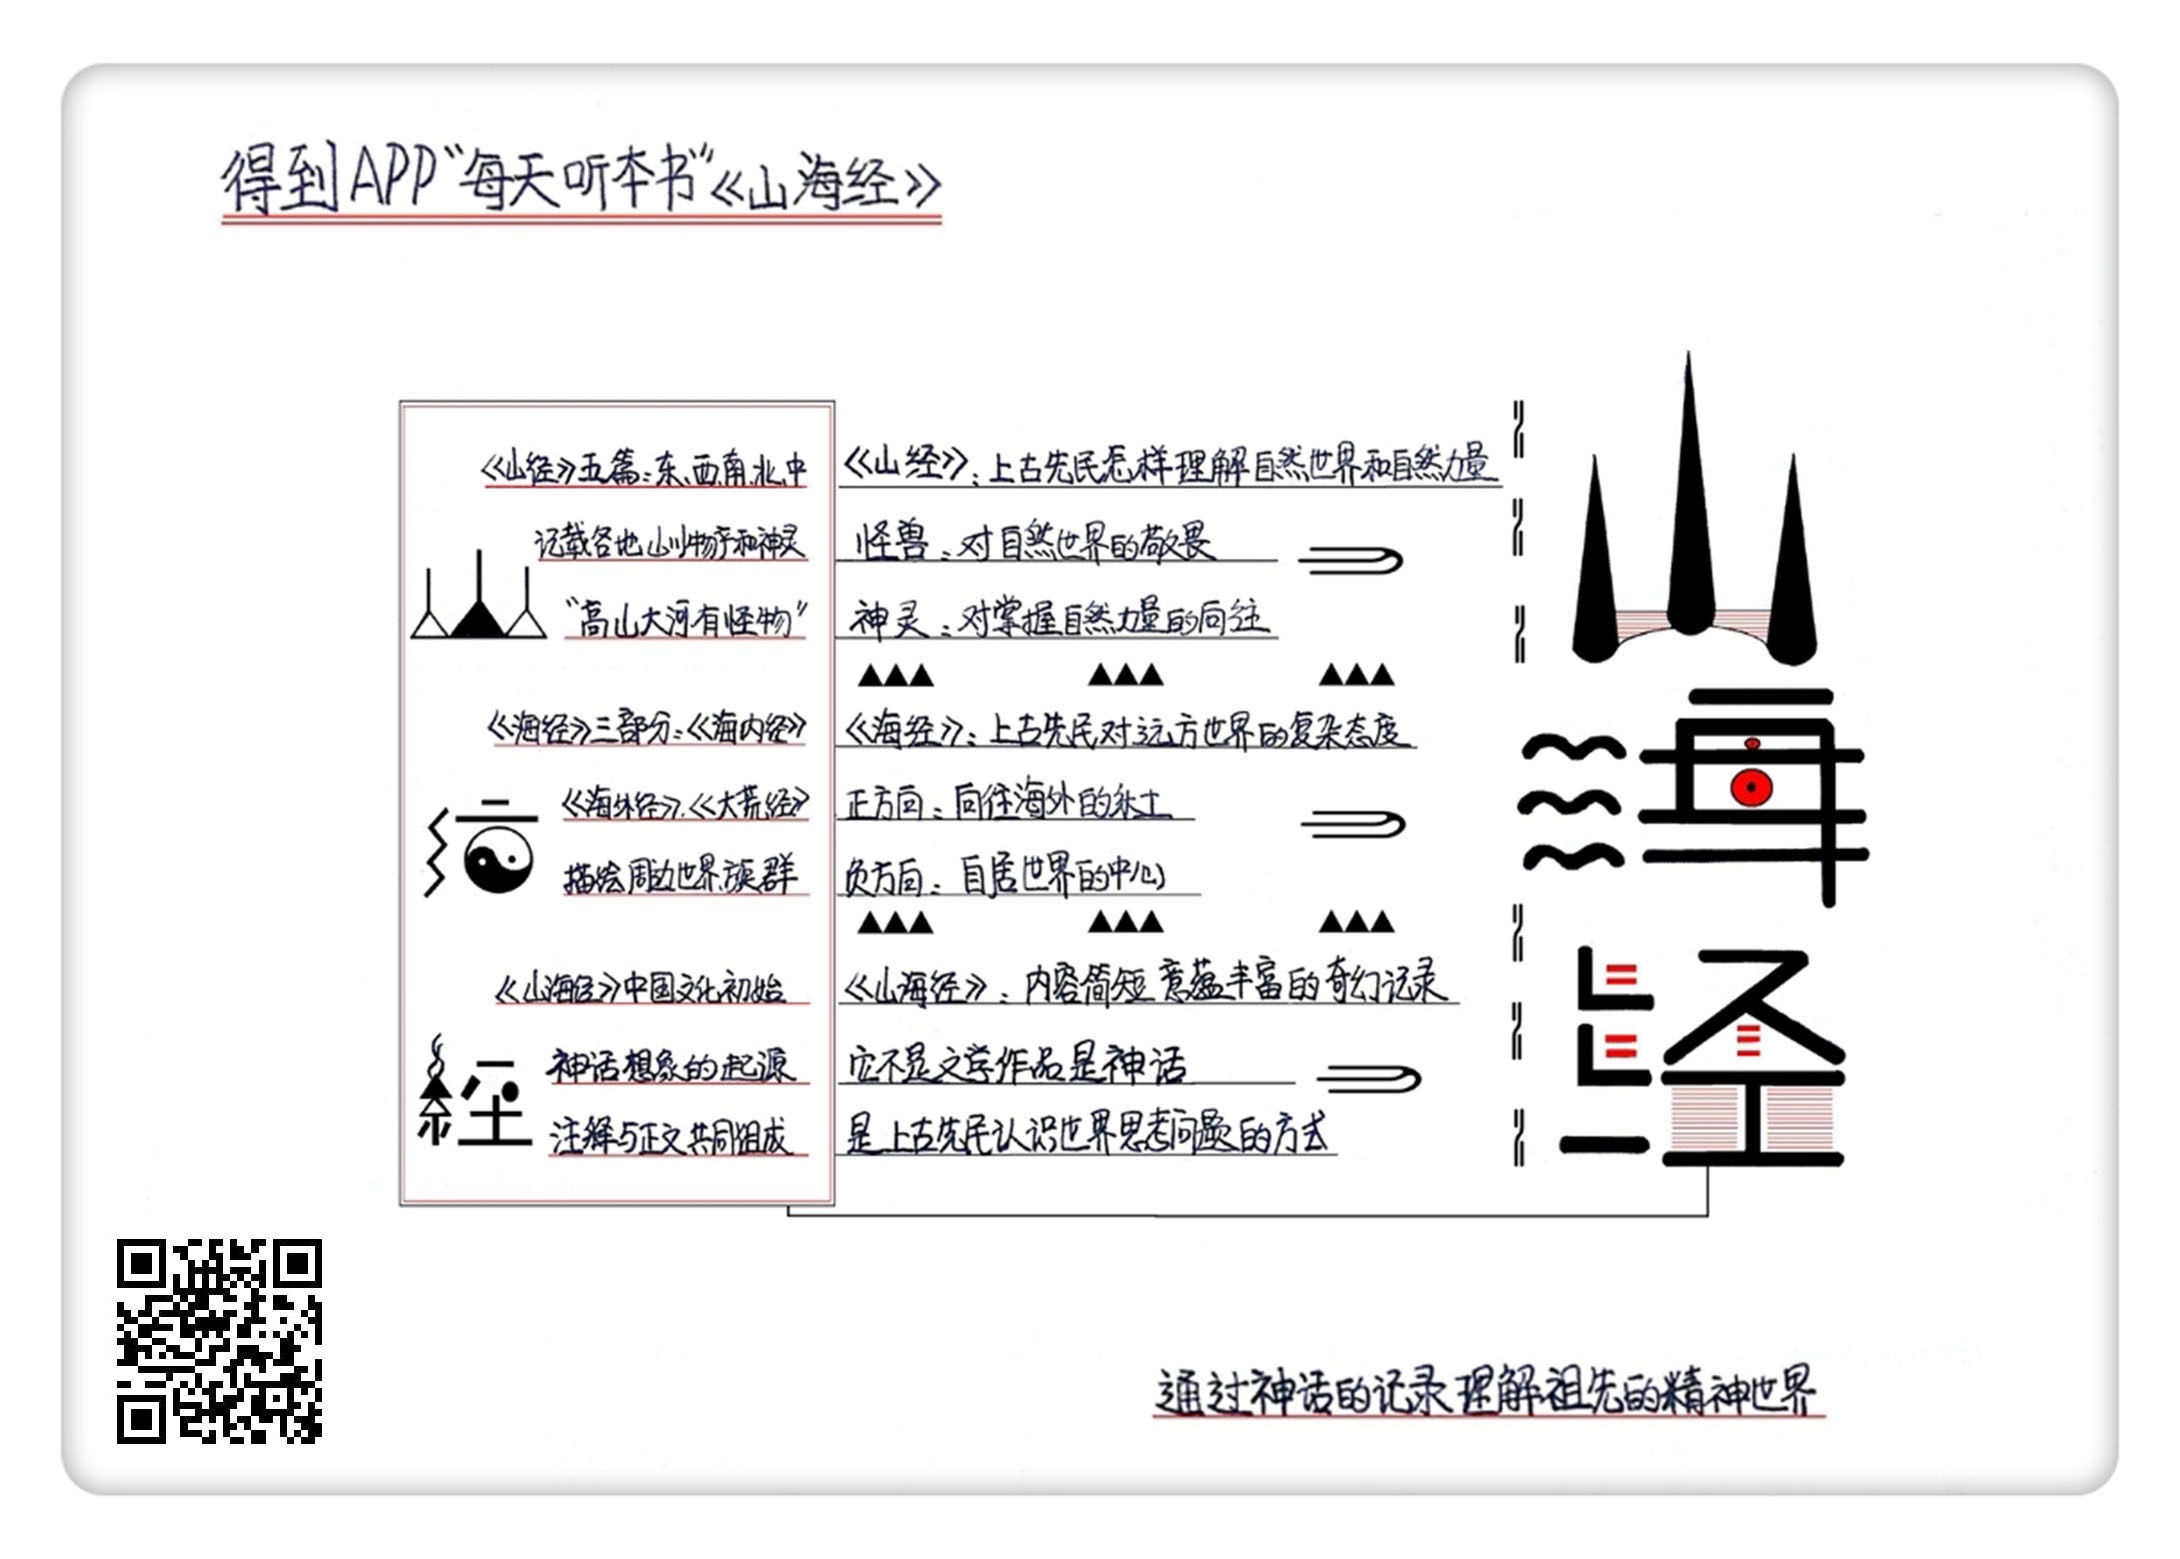 得到APP“每天听本书”《山海经》
《山经》五篇：东、西、南、北、中
记载各地山川物产和神灵
“高山大河有怪物”
《海经》三部分：《海内经》
《海外经》、《大荒经》
描绘周边世界族群
《山海经》中国文化初始
神话想象的起源
注释与正文共同组成
《山经》：上古先民怎样理解自然世界和自然力量
怪兽：对自然世界的敬畏
神灵：对掌握自然力量的向往
《海经》：上古先民对远方世界的复杂态度
正方向：向往海外的乐土
负方向：自居世界的中心
《山海经》：内容简短 意蕴丰富的奇幻记录
它不是文学作品是神话
是上古先民认识世界思考问题的方式
山
海
经
山
海
經
通过神话的记录理解祖先的精神世界